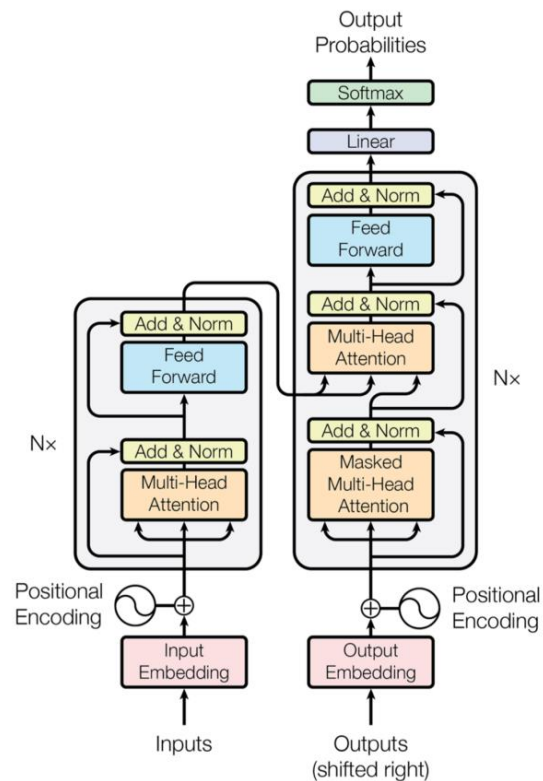 Output
Probabilities
Softmax
Linear
Add & Norm
Feed
Forward
Add & Norm
Multi-Head
Attention
Add & Norm
Masked
Multi-Head
Attention
Nx
Add & Norm
Feed
Forward
Add & Norm
Multi-Head
Attention
Nx
Positional
Encoding
Positional
Encoding
Input
Embedding
Output
Embedding
Inputs
Outputs
(shifted right)